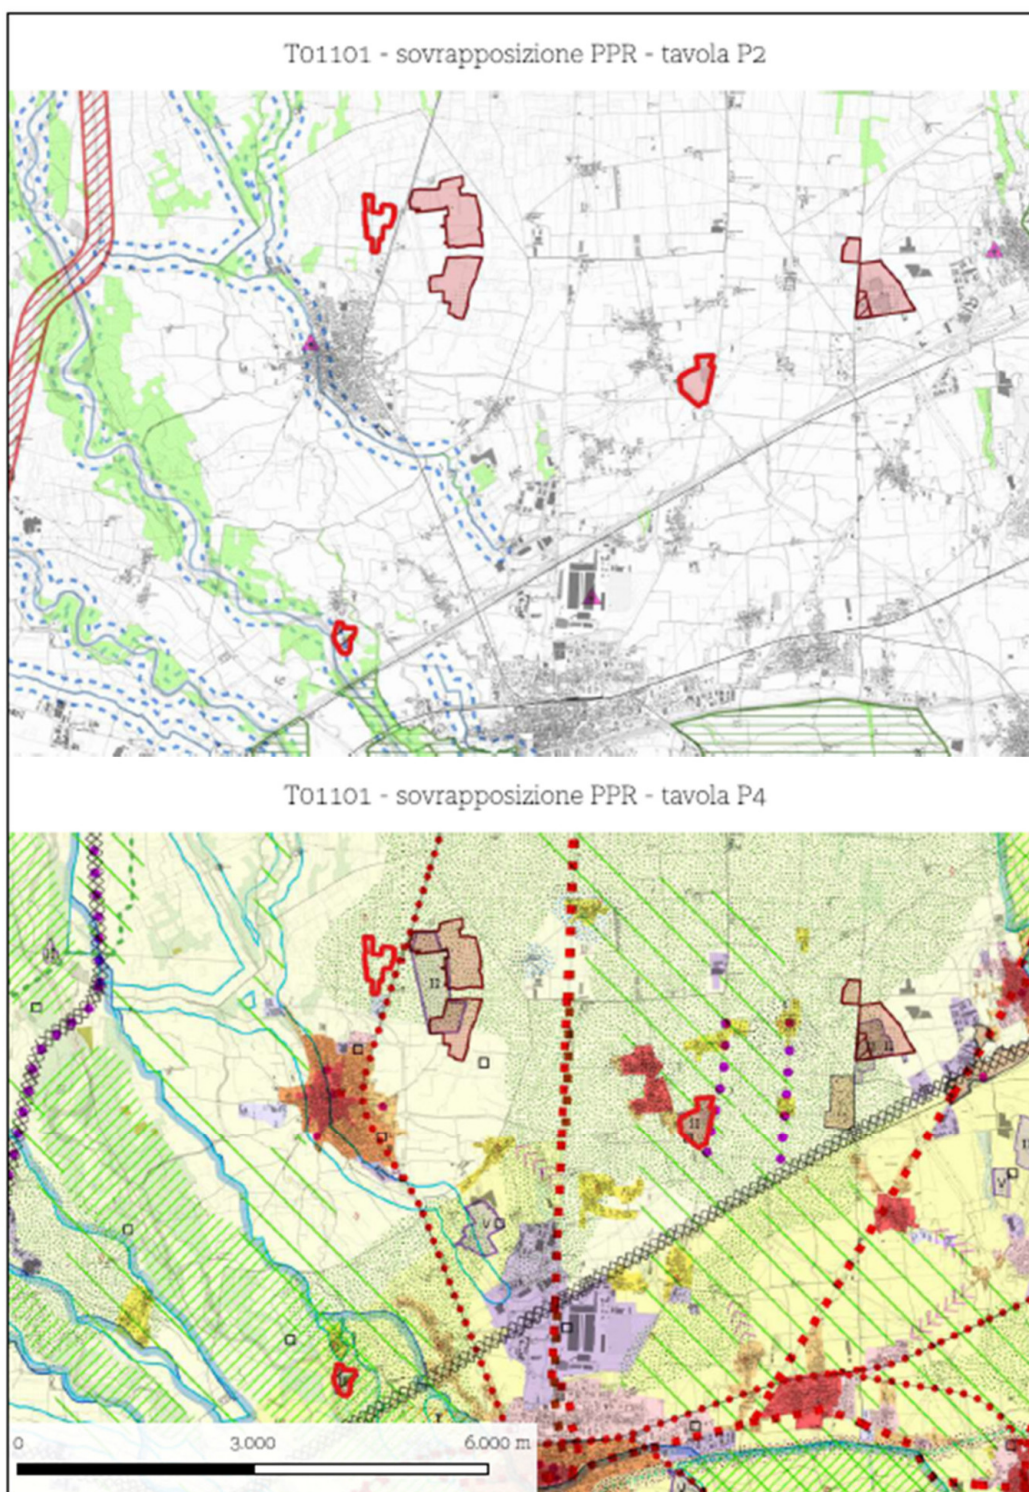 T01101 - sovrapposizione PPR - tavola P2
T01101 - sovrapposizione PPR - tavola P4
0 3.000 6.000 m